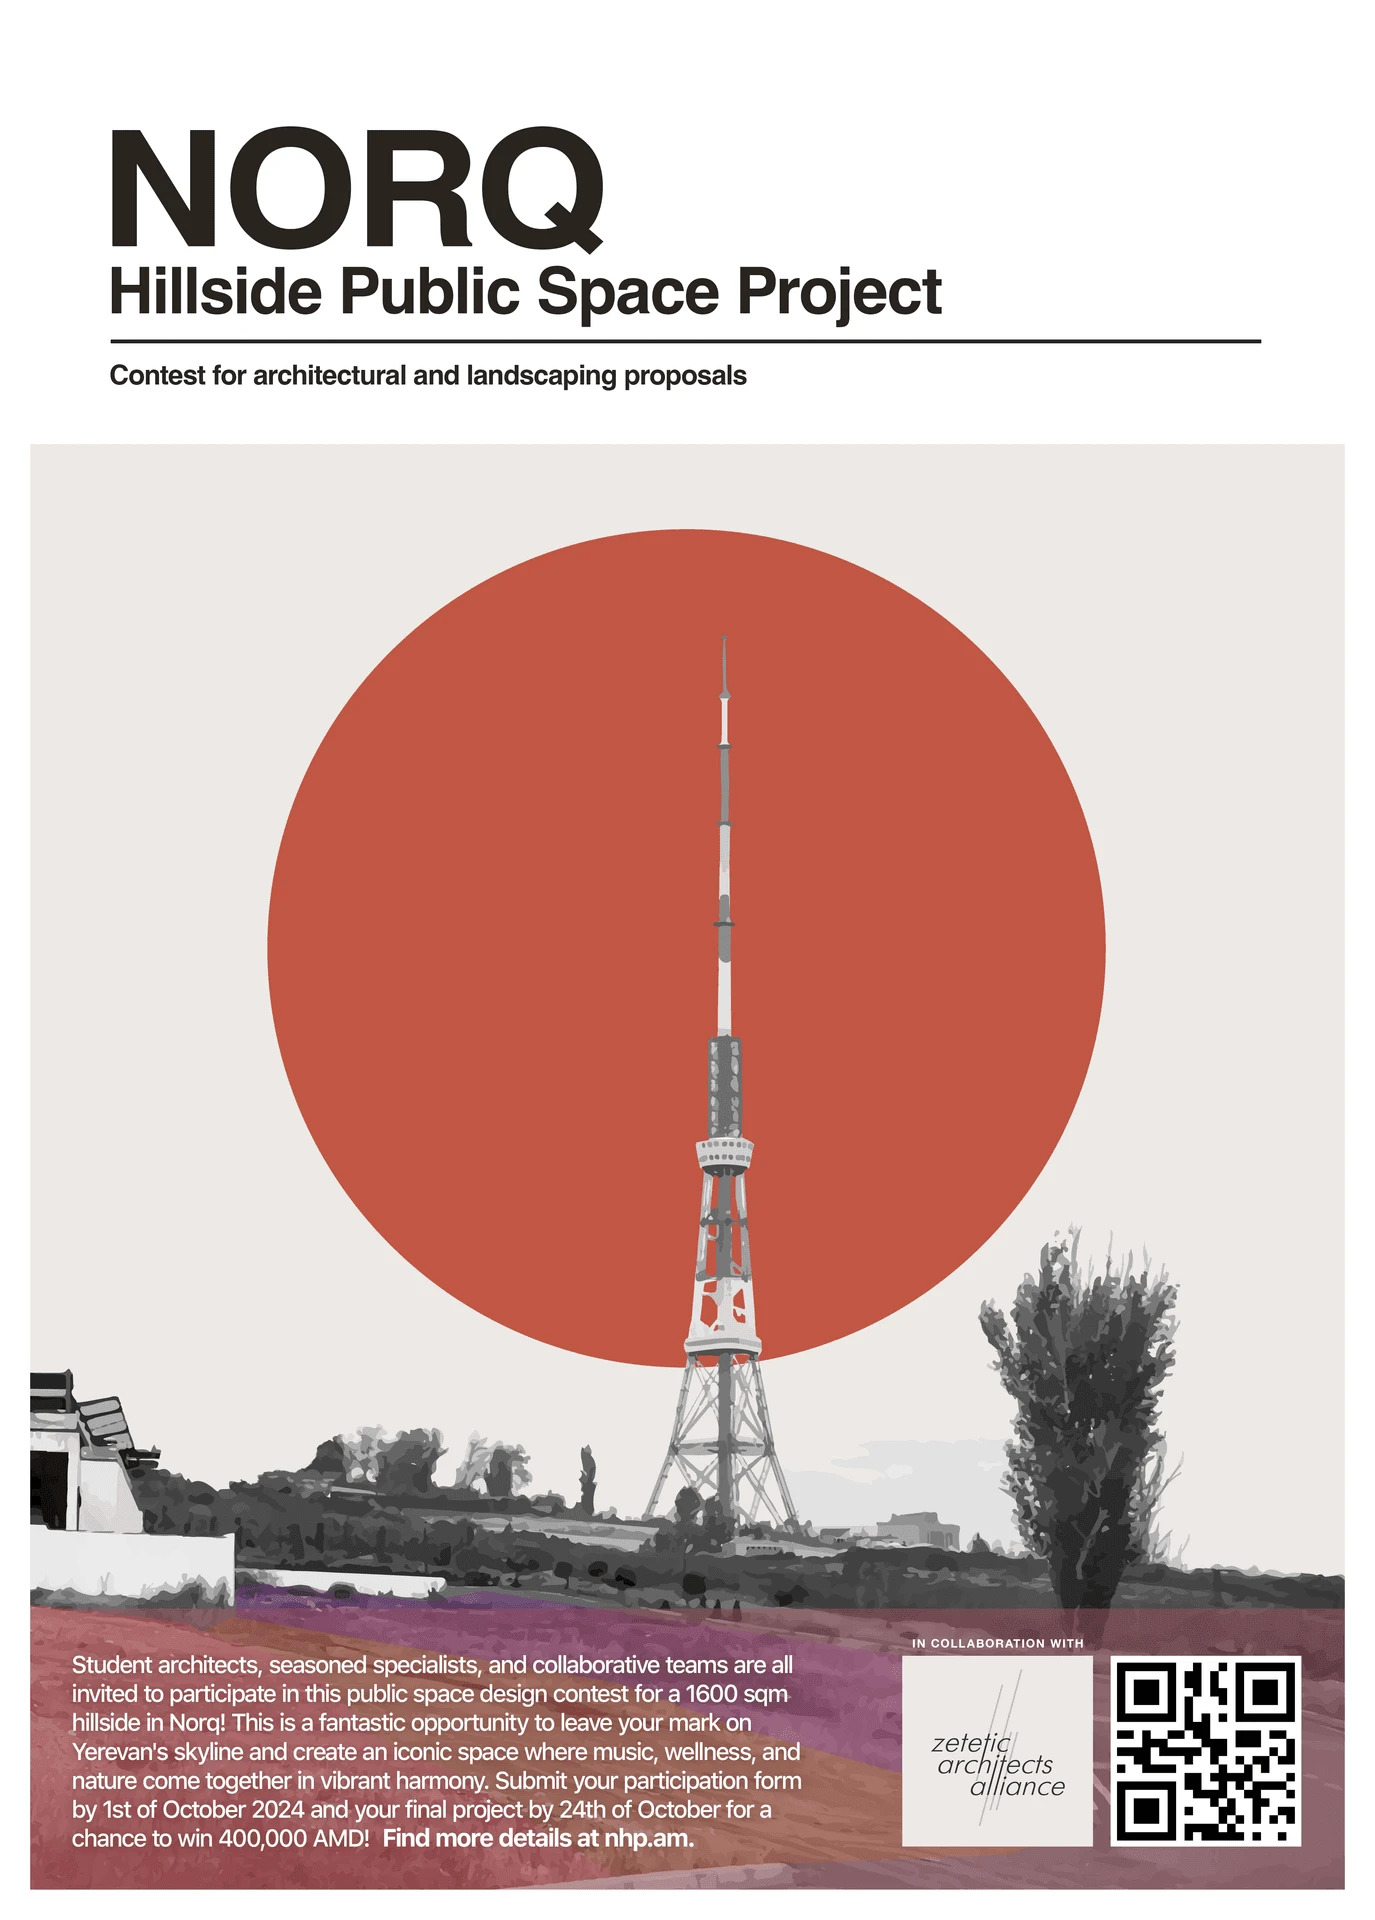 NORQ
Hillside Public Space Project
Contest for architectural and landscaping proposals
Student architects, seasoned specialists, and collaborative teams are all
invited to participate in this public space design contest for a 1600 sqm
hillside in Norq! This is a fantastic opportunity to leave your mark on
Yerevan's skyline and create an iconic space where music, wellness, and
nature come together in vibrant harmony. Submit your participation form
by 1st of October 2024 and your final project by 24th of October for a
chance to win 400,000 AMD! Find more details at nhp.am.
IN COLLABORATION WITH
zetetic
architects
alliance